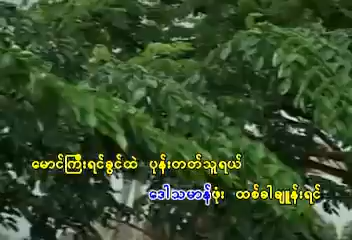 မောင်ကြီးရင်ခွင်ထဲ ပုန်းတတ်သူရယ်
ဒေါသမာန်ဖုံး ထစ်ခါချူန်းရင်